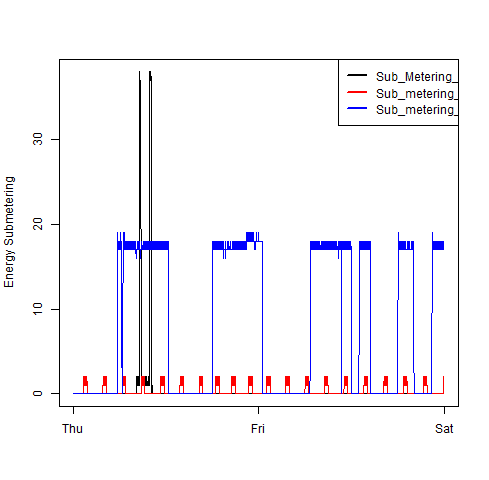 Sub_Metering_
Sub_metering_
Sub_metering_
Energy Submetering
30
20
10
0
Thu Fri Sat